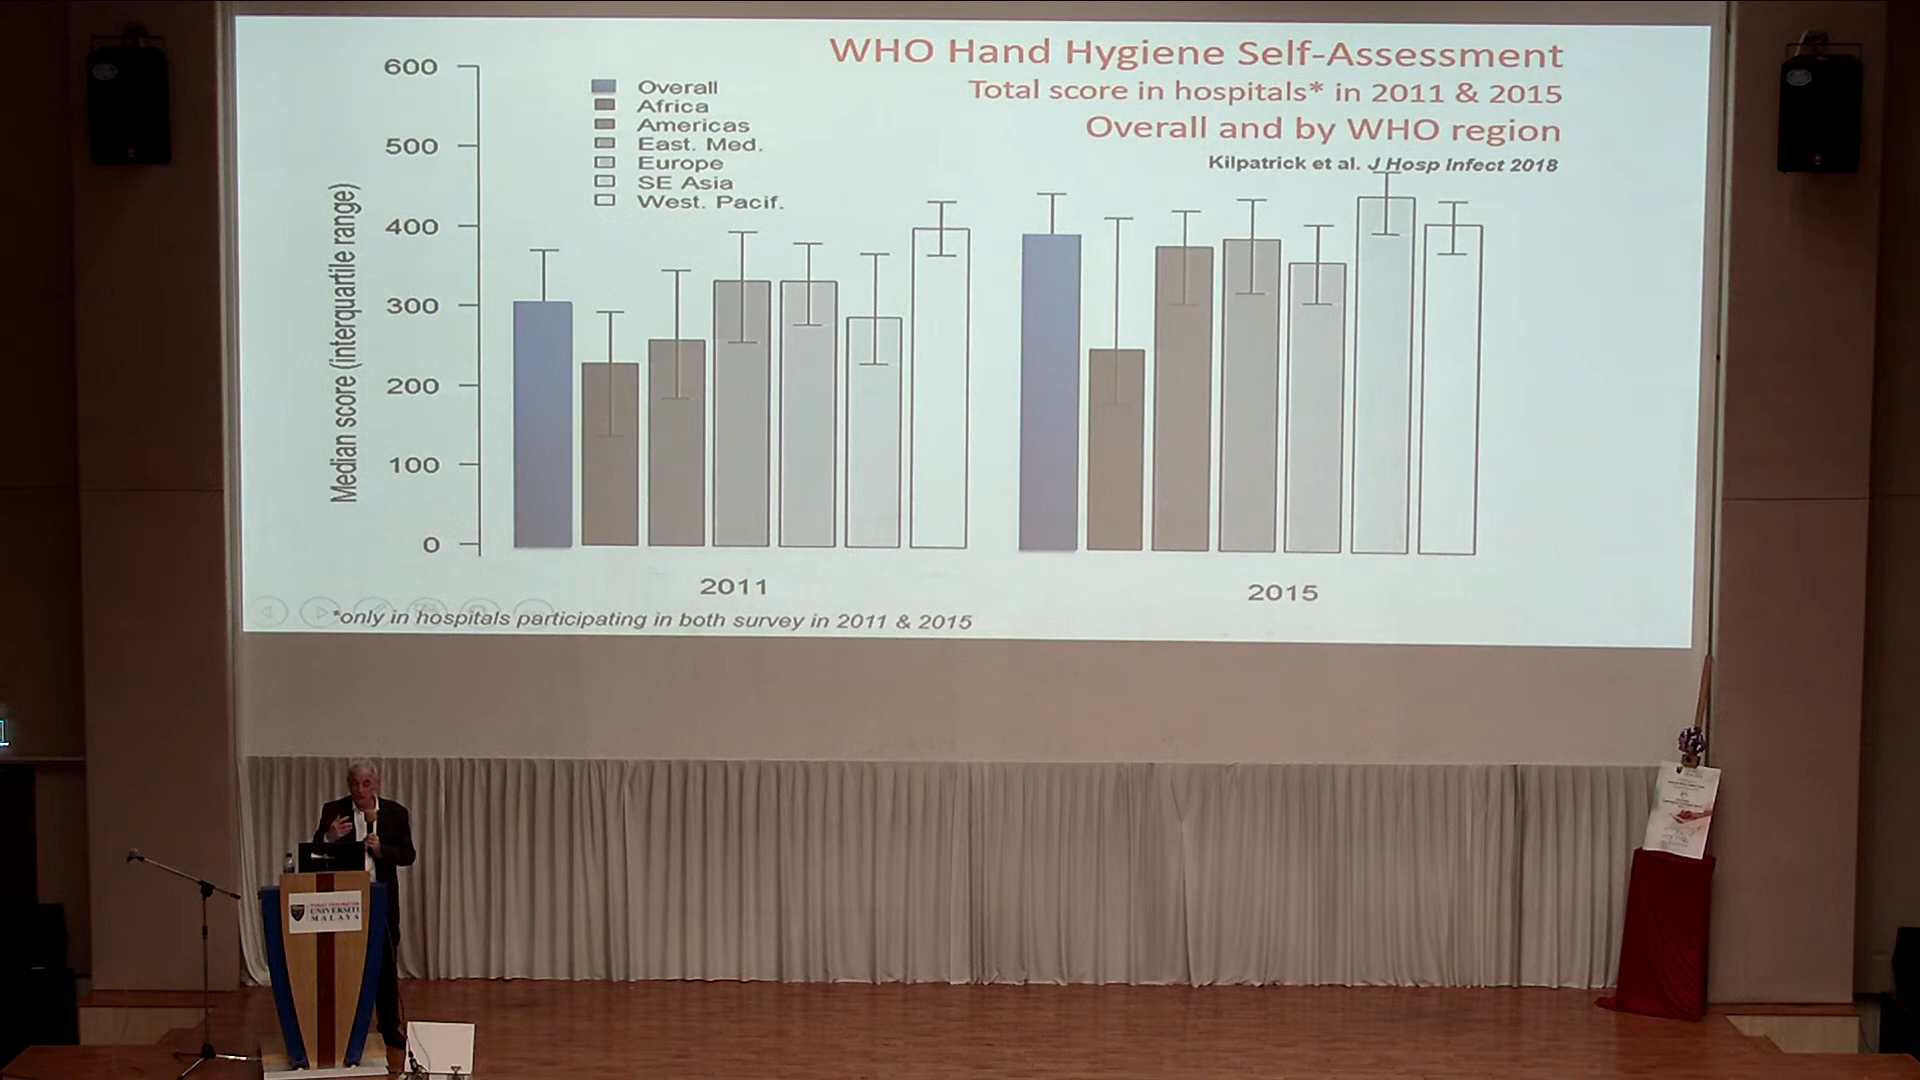 WHO Hand Hygiene Self-Assessment
Total score in hospitals* in 2011 & 2015
Overall and by WHO region
Kilpatrick et al. J Hosp Infect 2018
Overall
Africa
Americas
East. Med.
Europe
SE Asia
West. Pacif.
Median score (interquartile range)
600
500
400
300
200
100
0
2011
2015
*only in hospitals participating in both survey in 2011 & 2015
UNIVERSITI
MALAYA